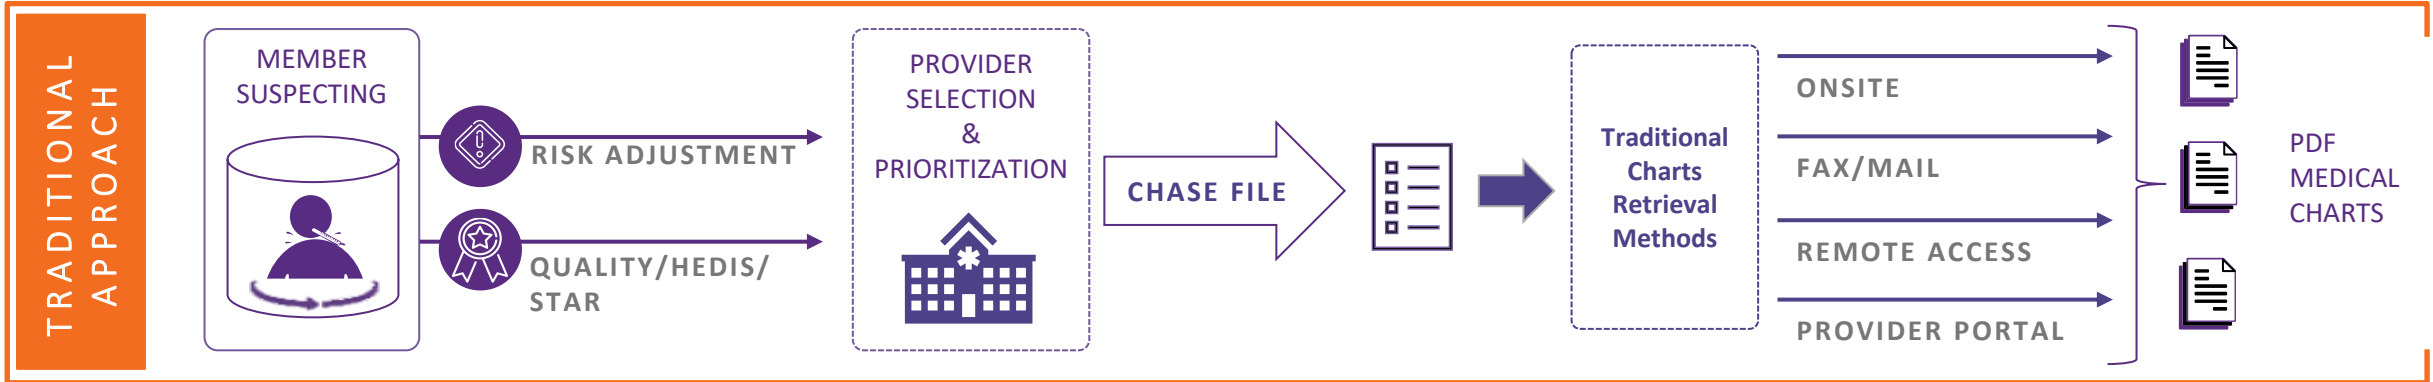 TRADITIONAL
APPROACH
MEMBER
SUSPECTING
RISK ADJUSTMENT
QUALITY/HEDIS/
STAR
PROVIDER
SELECTION
&
PRIORITIZATION
CHASE FILE
Traditional
Charts
Retrieval
Methods
ONSITE
FAX/MAIL
REMOTE ACCESS
PROVIDER PORTAL
PDF
MEDICAL
CHARTS